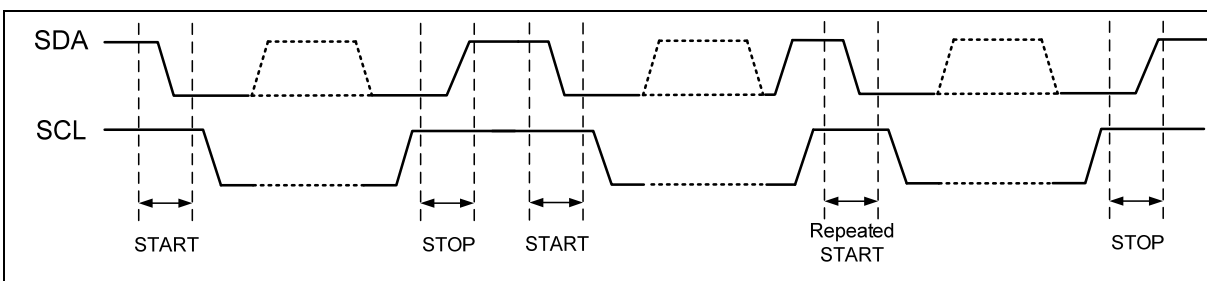 SDA
SCL
START
STOP
START
Repeated
START
STOP